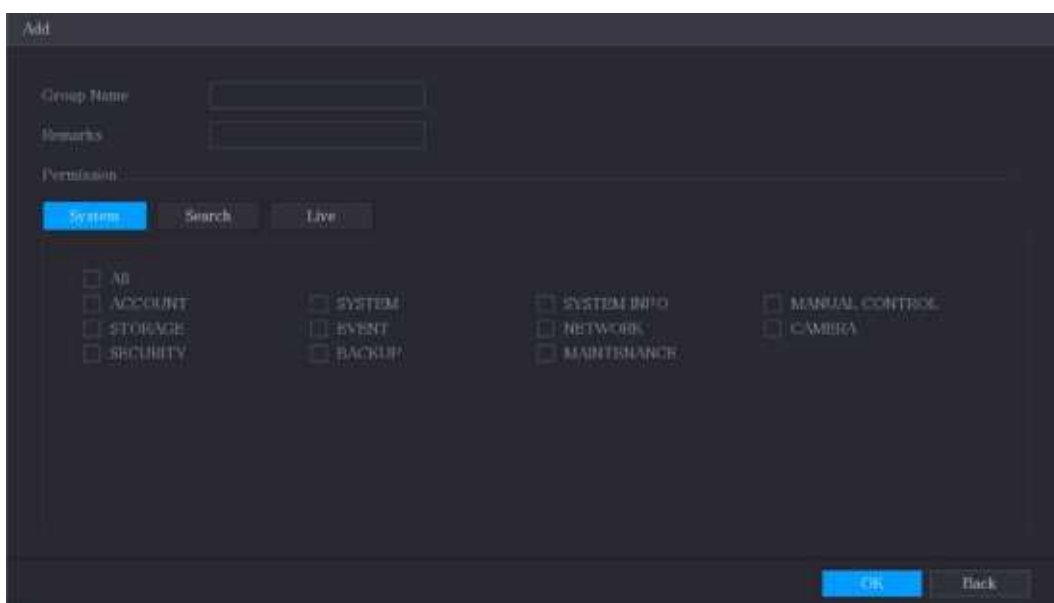 Add
Group Name
Remarks
Permission
System Search Live
All
ACCOUNT SYSTEM SYSTEM INFO MANUAL CONTROL
STORAGE EVENT NETWORK CAMERA
SECURITY BACKUP MAINTENANCE
OK Back